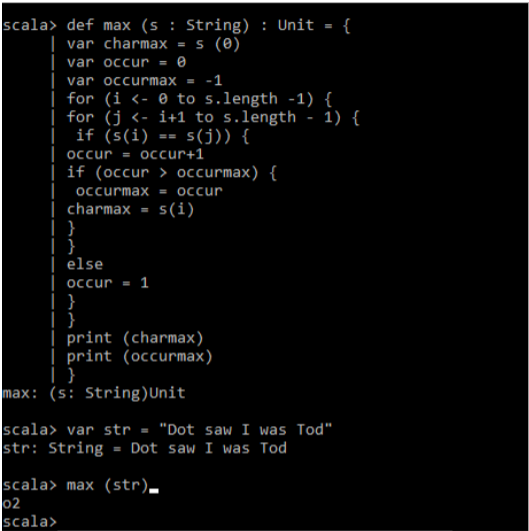 scala> def max (s : String) : Unit = {
| var charmax = s (0)
| var occur = 0
| var occurmax = -1
| for (i <- 0 to s.length -1) {
| for (j <- i+1 to s.length - 1) {
| if (s(i) == s(j)) {
| occur = occur+1
| if (occur > occurmax) {
| occurmax = occur
| charmax = s(i)
| }
| }
| else
| occur = 1
| }
| }
| print (charmax)
| print (occurmax)
| }
max: (s: String)Unit
scala> var str = "Dot saw I was Tod"
str: String = Dot saw I was Tod
scala> max (str)
o2
scala>